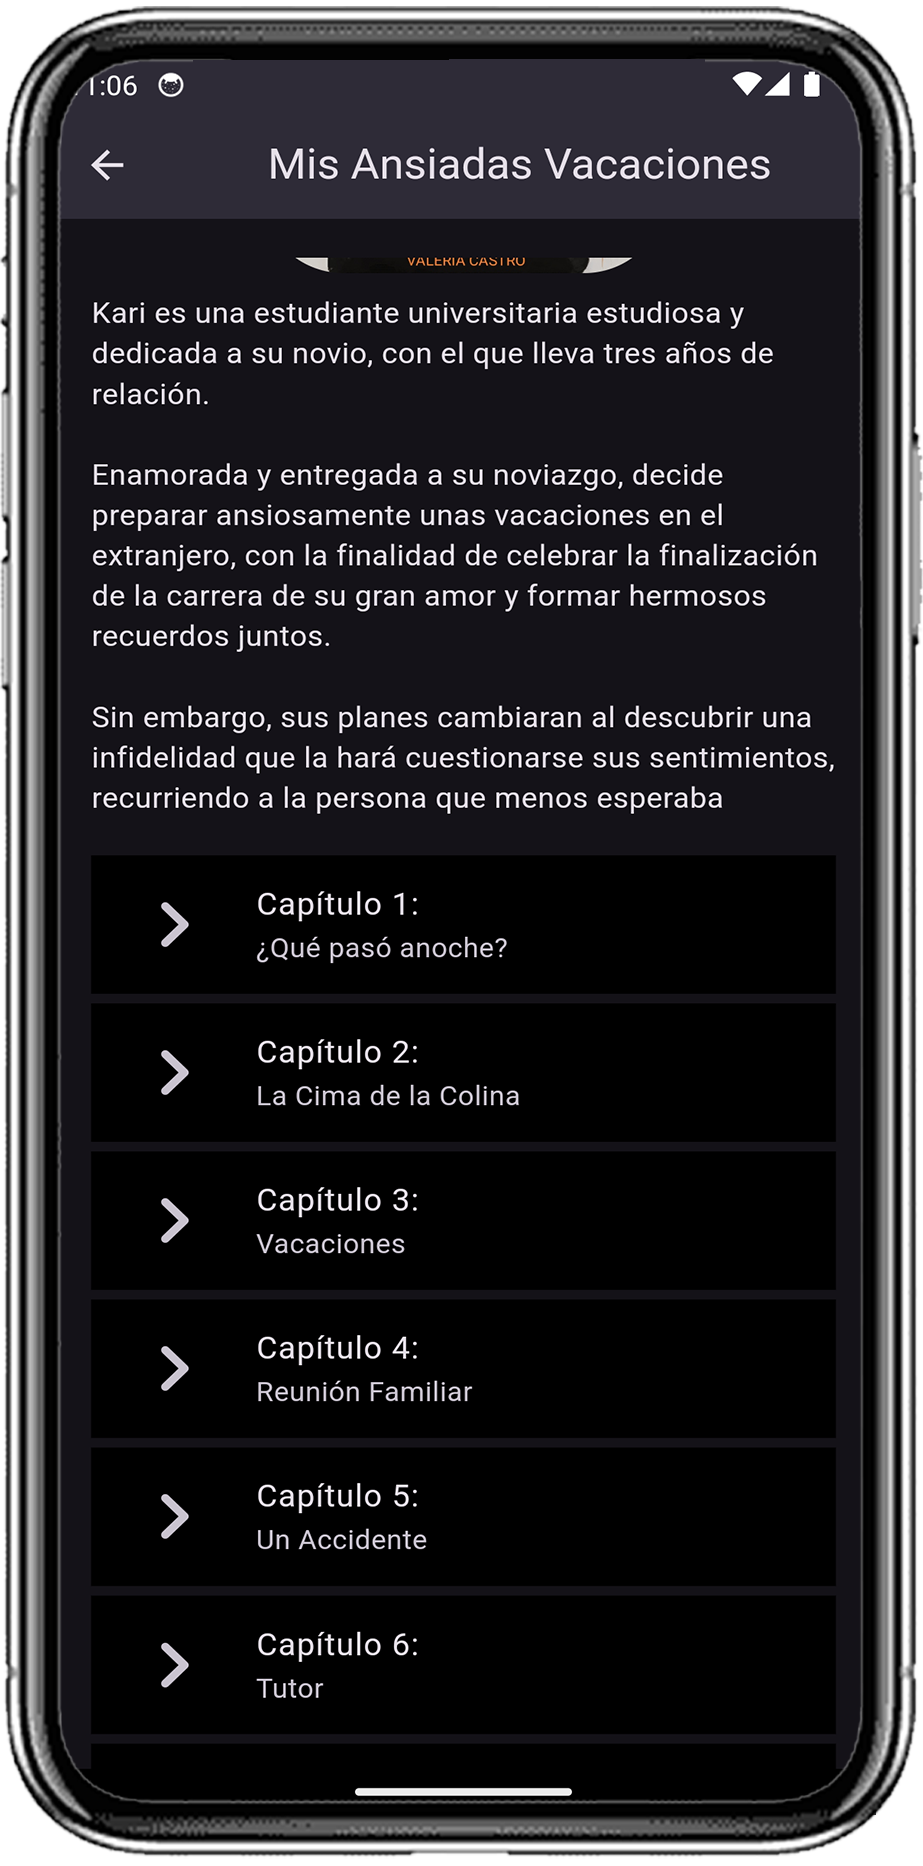 1:06
Mis Ansiadas Vacaciones
VALERIA CASTRO
Kari es una estudiante universitaria estudiosa y
dedicada a su novio, con el que lleva tres años de
relación.
Enamorada y entregada a su noviazgo, decide
preparar ansiosamente unas vacaciones en el
extranjero, con la finalidad de celebrar la finalización
de la carrera de su gran amor y formar hermosos
recuerdos juntos.
Sin embargo, sus planes cambiaran al descubrir una
infidelidad que la hará cuestionarse sus sentimientos,
recurriendo a la persona que menos esperaba
Capítulo 1:
¿Qué pasó anoche?
Capítulo 2:
La Cima de la Colina
Capítulo 3:
Vacaciones
Capítulo 4:
Reunión Familiar
Capítulo 5:
Un Accidente
Capítulo 6:
Tutor